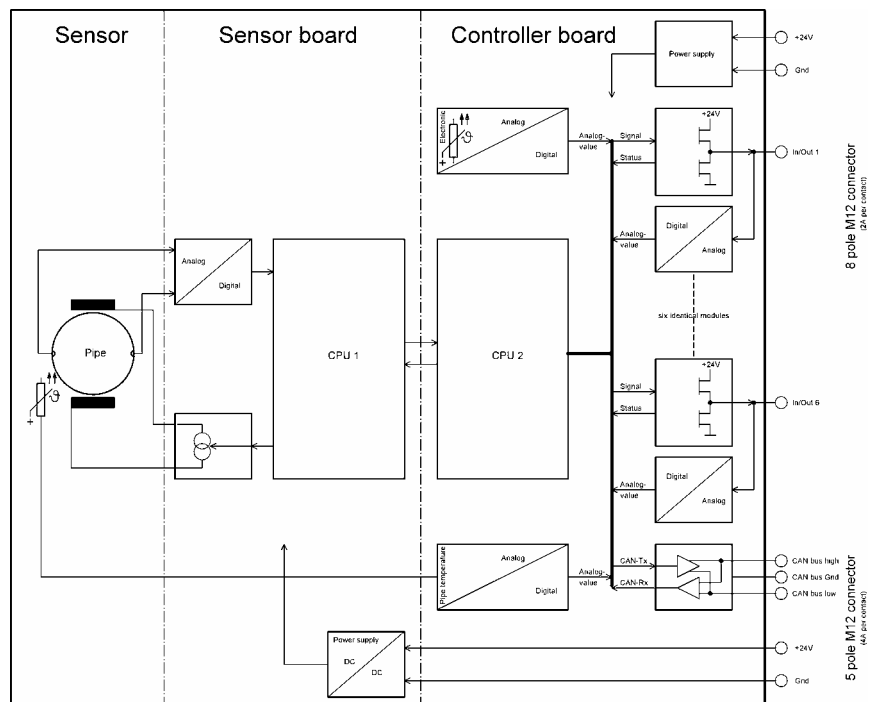 Sensor
Sensor board
Controller board
Power supply
+24V
Gnd
Electronic
+
ϑ
Analog
Digital
Analog-
value
Signal
Status
+24V
In/Out 1
Analog-
value
Digital
Analog
8 pole M12 connector
(2A per contact)
Analog
Digital
Pipe
CPU 1
CPU 2
six identical modules
+
ϑ
Signal
Status
+24V
In/Out 6
Analog-
value
Digital
Analog
Pipe temperature
Analog
Digital
Analog-
value
CAN-Tx
CAN-Rx
CAN bus high
CAN bus Gnd
CAN bus low
5 pole M12 connector
(4A per contact)
Power supply
DC
DC
+24V
Gnd